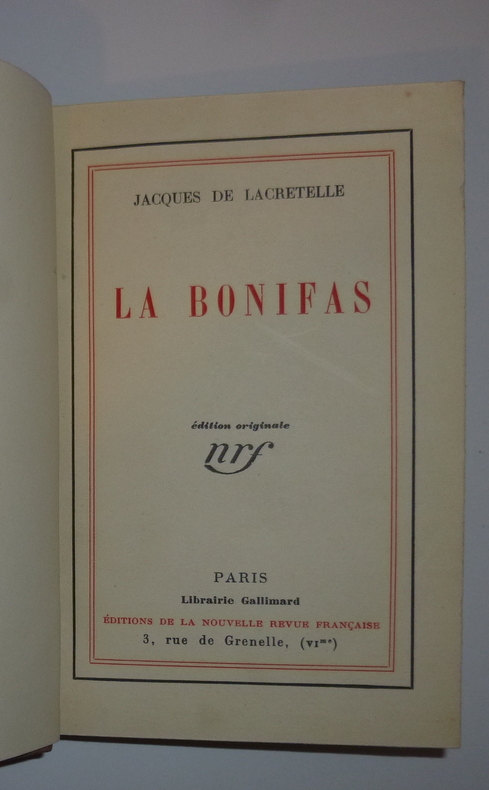 JACQUES DE LACRETELLE
LA BONIFAS
édition originale
nrf
PARIS
Librairie Gallimard
ÉDITIONS DE LA NOUVELLE REVUE FRANÇAISE
3, rue de Grenelle, (VIᵐᵉ)